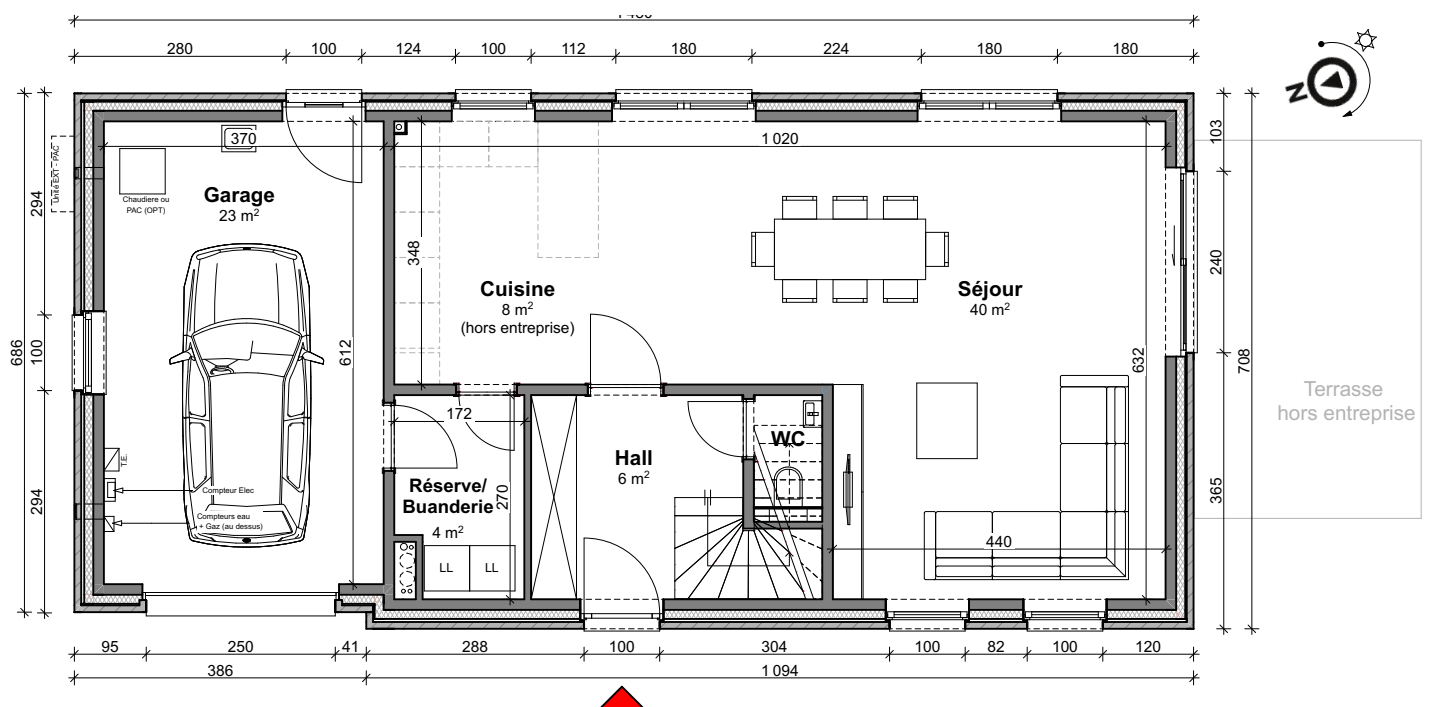 280
100
124
100
112
180
224
180
180
N
370
1 020
103
Unité EXT - PAC
Chaudiere ou
PAC (OPT)
Garage
23 m²
294
348
240
Cuisine
8 m²
(hors entreprise)
Séjour
40 m²
686
100
612
632
708
Terrasse
hors entreprise
172
WC
Hall
6 m²
T.E.
Réserve/
Buanderie
4 m²
270
Compteur Elec
Compteurs eau
+ Gaz (au dessus)
294
365
LL
LL
440
95
250
41
288
100
304
100
82
100
120
386
1 094